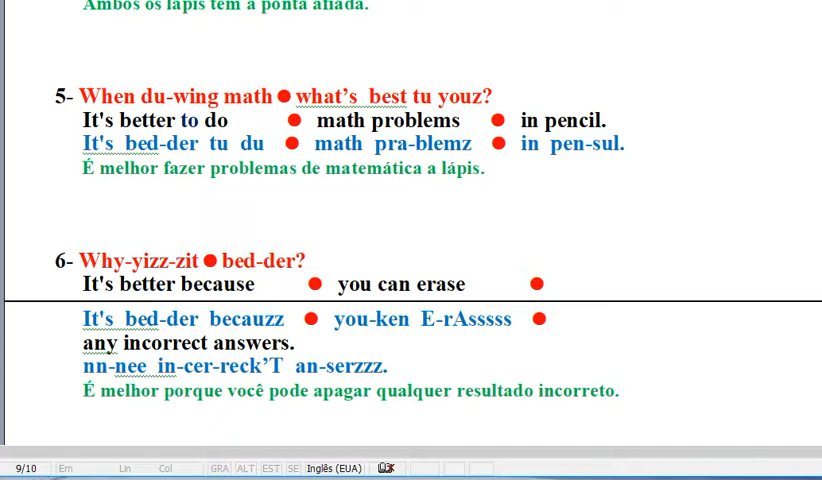 Ambos os lápis têm a ponta afiada.
5- When du-wing math ● what's best tu youz?
It's better to do ● math problems ● in pencil.
It's bed-der tu du ● math pra-blemz ● in pen-sul.
É melhor fazer problemas de matemática a lápis.
6- Why-yizz-zit ● bed-der?
It's better because ● you can erase ●
It's bed-der becauzz ● you-ken E-rAsssss ●
any incorrect answers.
nn-nee in-cer-reck'T an-serzzz.
É melhor porque você pode apagar qualquer resultado incorreto.
9/10 Em Lin Col GRA ALT EST SE Inglês (EUA)